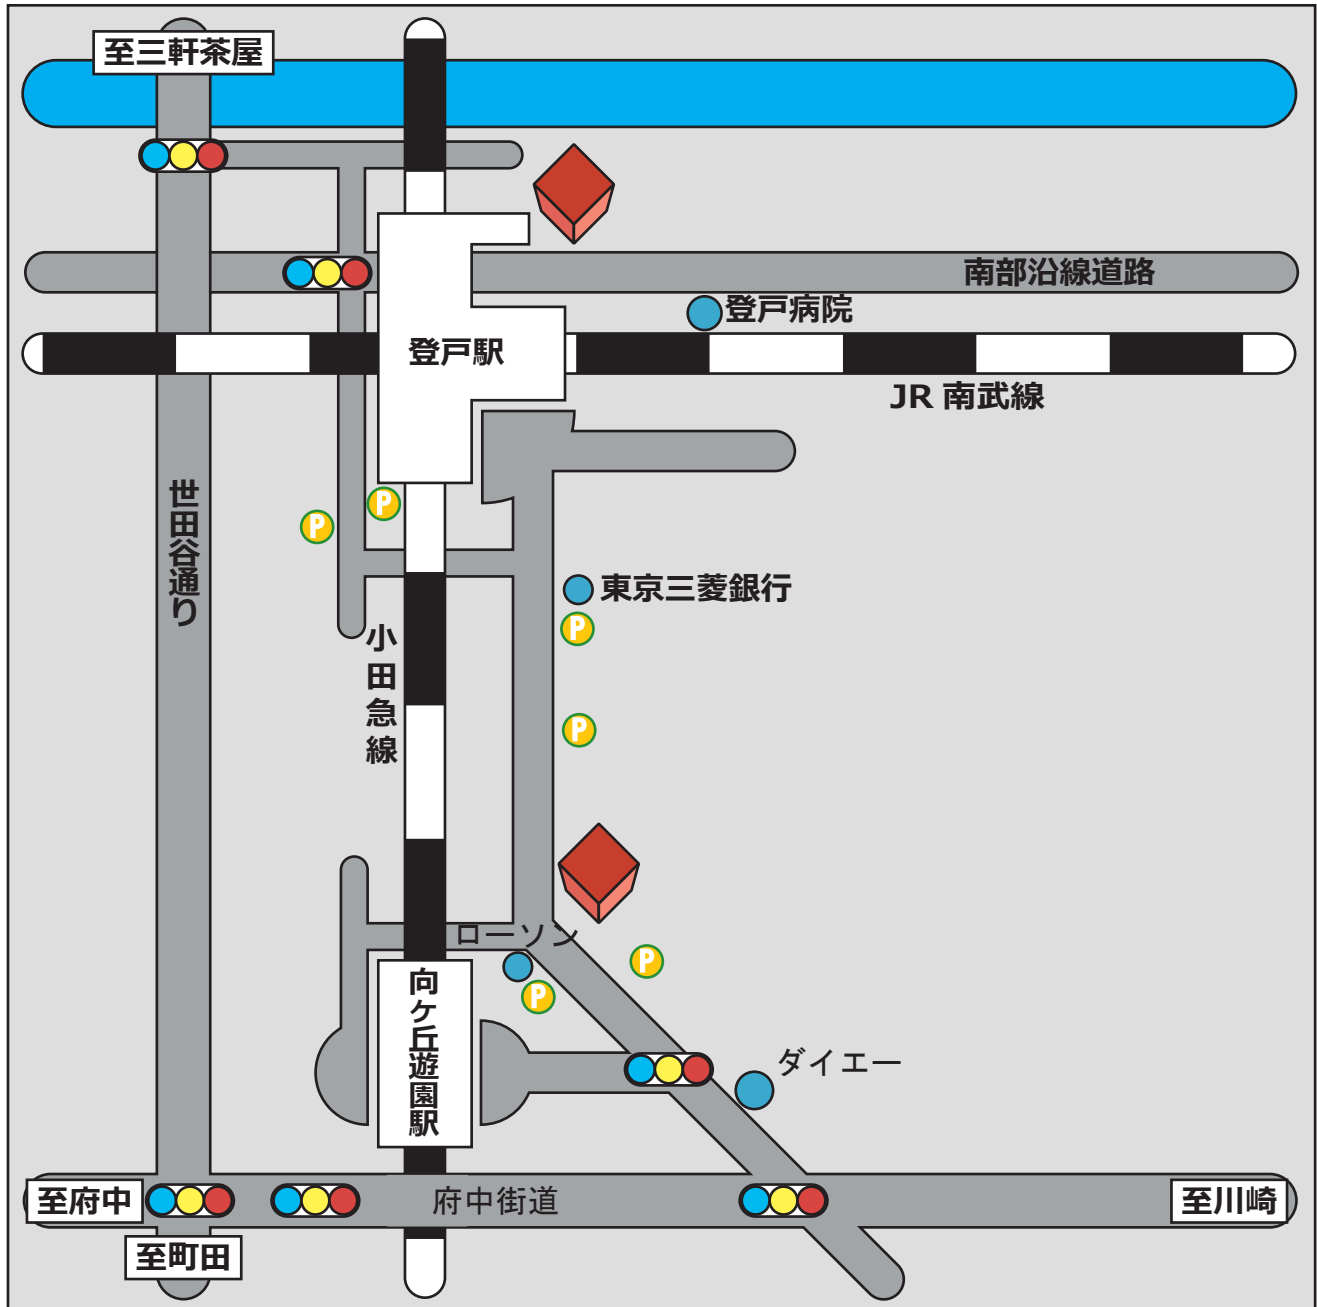 至三軒茶屋
南部沿線道路
登戸病院
登戸駅
JR 南武線
世田谷通り
P
P
東京三菱銀行
P
小田急線
P
ローソン
P
向ケ丘遊園駅
P
ダイエー
至府中
府中街道
至川崎
至町田